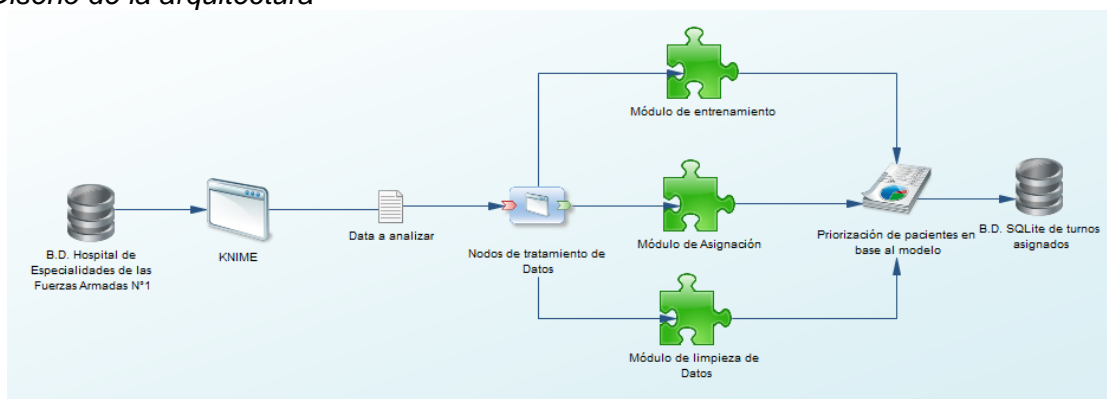 Diseño de la arquitectura
Módulo de entrenamiento
B.D. Hospital de
Especialidades de las
Fuerzas Armadas N°1
KNIME
Data a analizar
Nodos de tratamiento de
Datos
Módulo de Asignación
Priorización de pacientes en
base al modelo
B.D. SQLite de turnos
asignados
Módulo de limpieza de
Datos